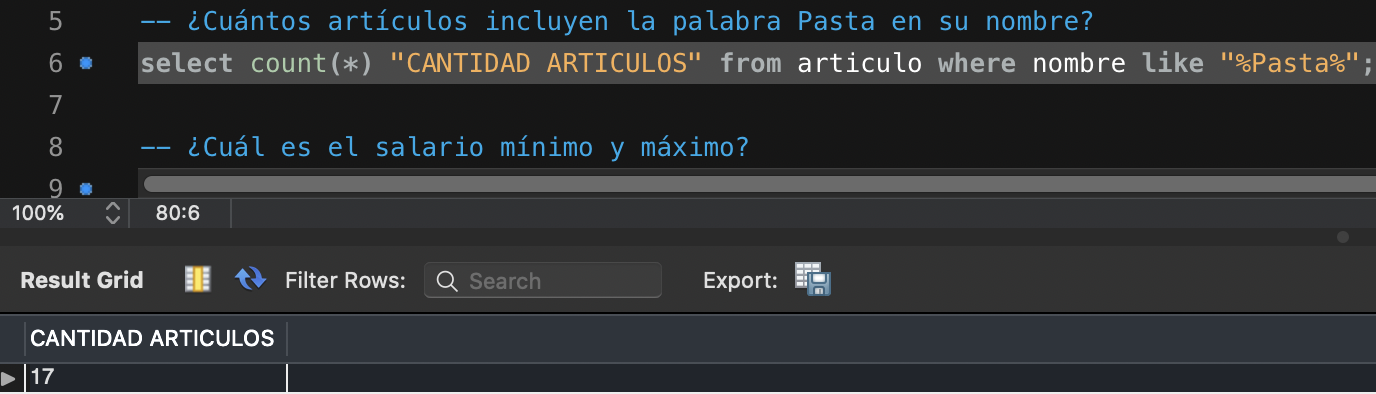 5 -- ¿Cuántos artículos incluyen la palabra Pasta en su nombre?
6 select count(*) "CANTIDAD ARTICULOS" from articulo where nombre like "%Pasta%";
7
8 -- ¿Cuál es el salario mínimo y máximo?
9
100% 80:6
Result Grid Filter Rows: Search Export:
CANTIDAD ARTICULOS
17